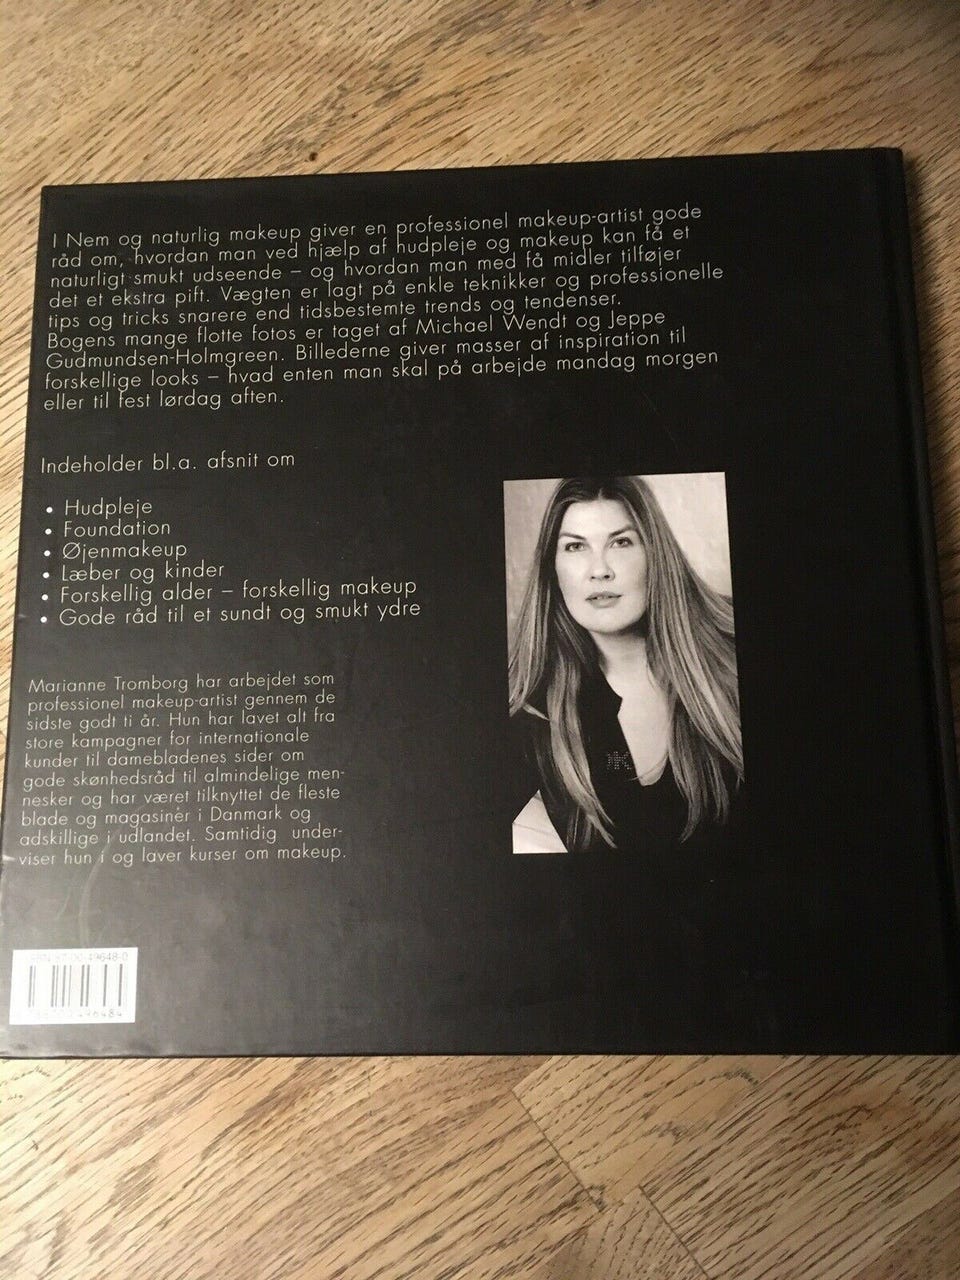 I Nem og naturlig makeup giver en professionel makeup-artist gode
råd om, hvordan man ved hjælp af hudpleje og makeup kan få et
naturligt smukt udseende – og hvordan man med få midler tilføjer
det et ekstra pift. Vægten er lagt på enkle teknikker og professionelle
tips og tricks snarere end tidsbestemte trends og tendenser.
Bogens mange flotte fotos er taget af Michael Wendt og Jeppe
Gudmundsen-Holmgreen. Billederne giver masser af inspiration til
forskellige looks – hvad enten man skal på arbejde mandag morgen
eller til fest lørdag aften.
Indeholder bl.a. afsnit om
• Hudpleje
• Foundation
• Øjenmakeup
• Læber og kinder
• Forskellig alder – forskellig makeup
• Gode råd til et sundt og smukt ydre
Marianne Tromborg har arbejdet som
professionel makeup-artist gennem de
sidste godt ti år. Hun har lavet alt fra
store kampagner for internationale
kunder til damebladenes sider om
gode skønhedsråd til almindelige men-
nesker og har været tilknyttet de fleste
blade og magasiner i Danmark og
adskillige i udlandet. Samtidig under-
viser hun i og laver kurser om makeup.